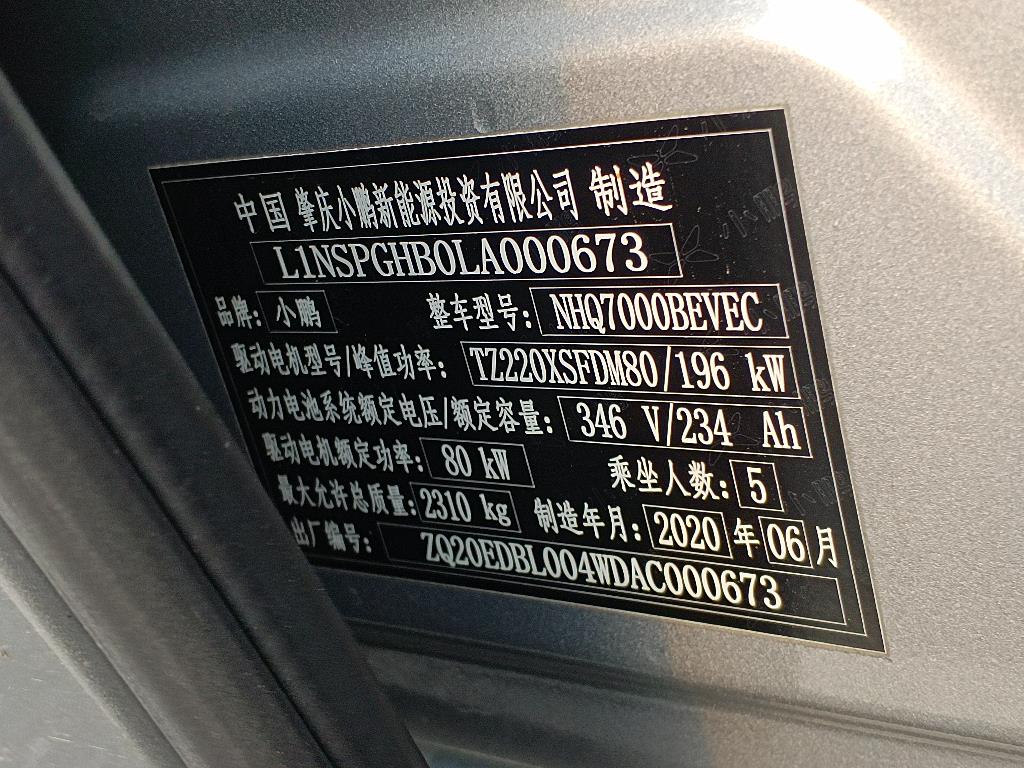 中国 肇庆小鹏新能源投资有限公司 制造
L1NSPGHB0LA000673
品牌: 小鹏 整车型号: NHQ7000BEVEC
驱动电机型号/峰值功率: TZ220XSFDM80/196 kW
动力电池系统额定电压/额定容量: 346 V/234 Ah
驱动电机额定功率: 80 kW 乘坐人数: 5
最大允许总质量: 2310 kg 制造年月: 2020 年 06 月
出厂编号: ZQ20EDBL004WDAC000673